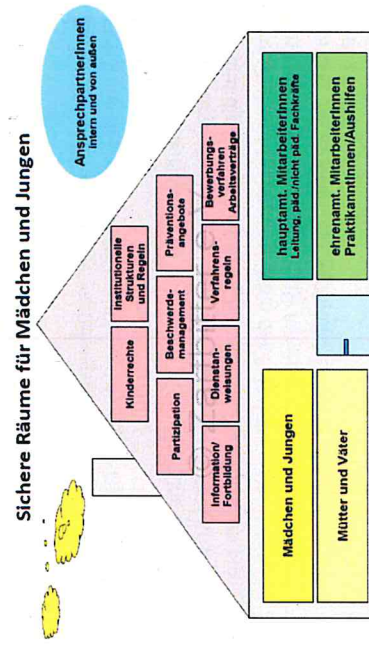 Sichere Räume für Mädchen und Jungen
AnsprechpartnerInnen
intern und von außen
Kinderrechte
Institutionelle
Strukturen
und Regeln
Partizipation
Beschwerde-
management
Präventions-
angebote
Information/
Fortbildung
Dienstan-
weisungen
Verfahrens-
regeln
Bewerbungs-
verfahren
Arbeitsverträge
Mädchen und Jungen
Mütter und Väter
hauptamt. MitarbeiterInnen
Leitung, päd./nicht päd. Fachkräfte
ehrenamt. MitarbeiterInnen
PraktikanntInnen/Aushilfen